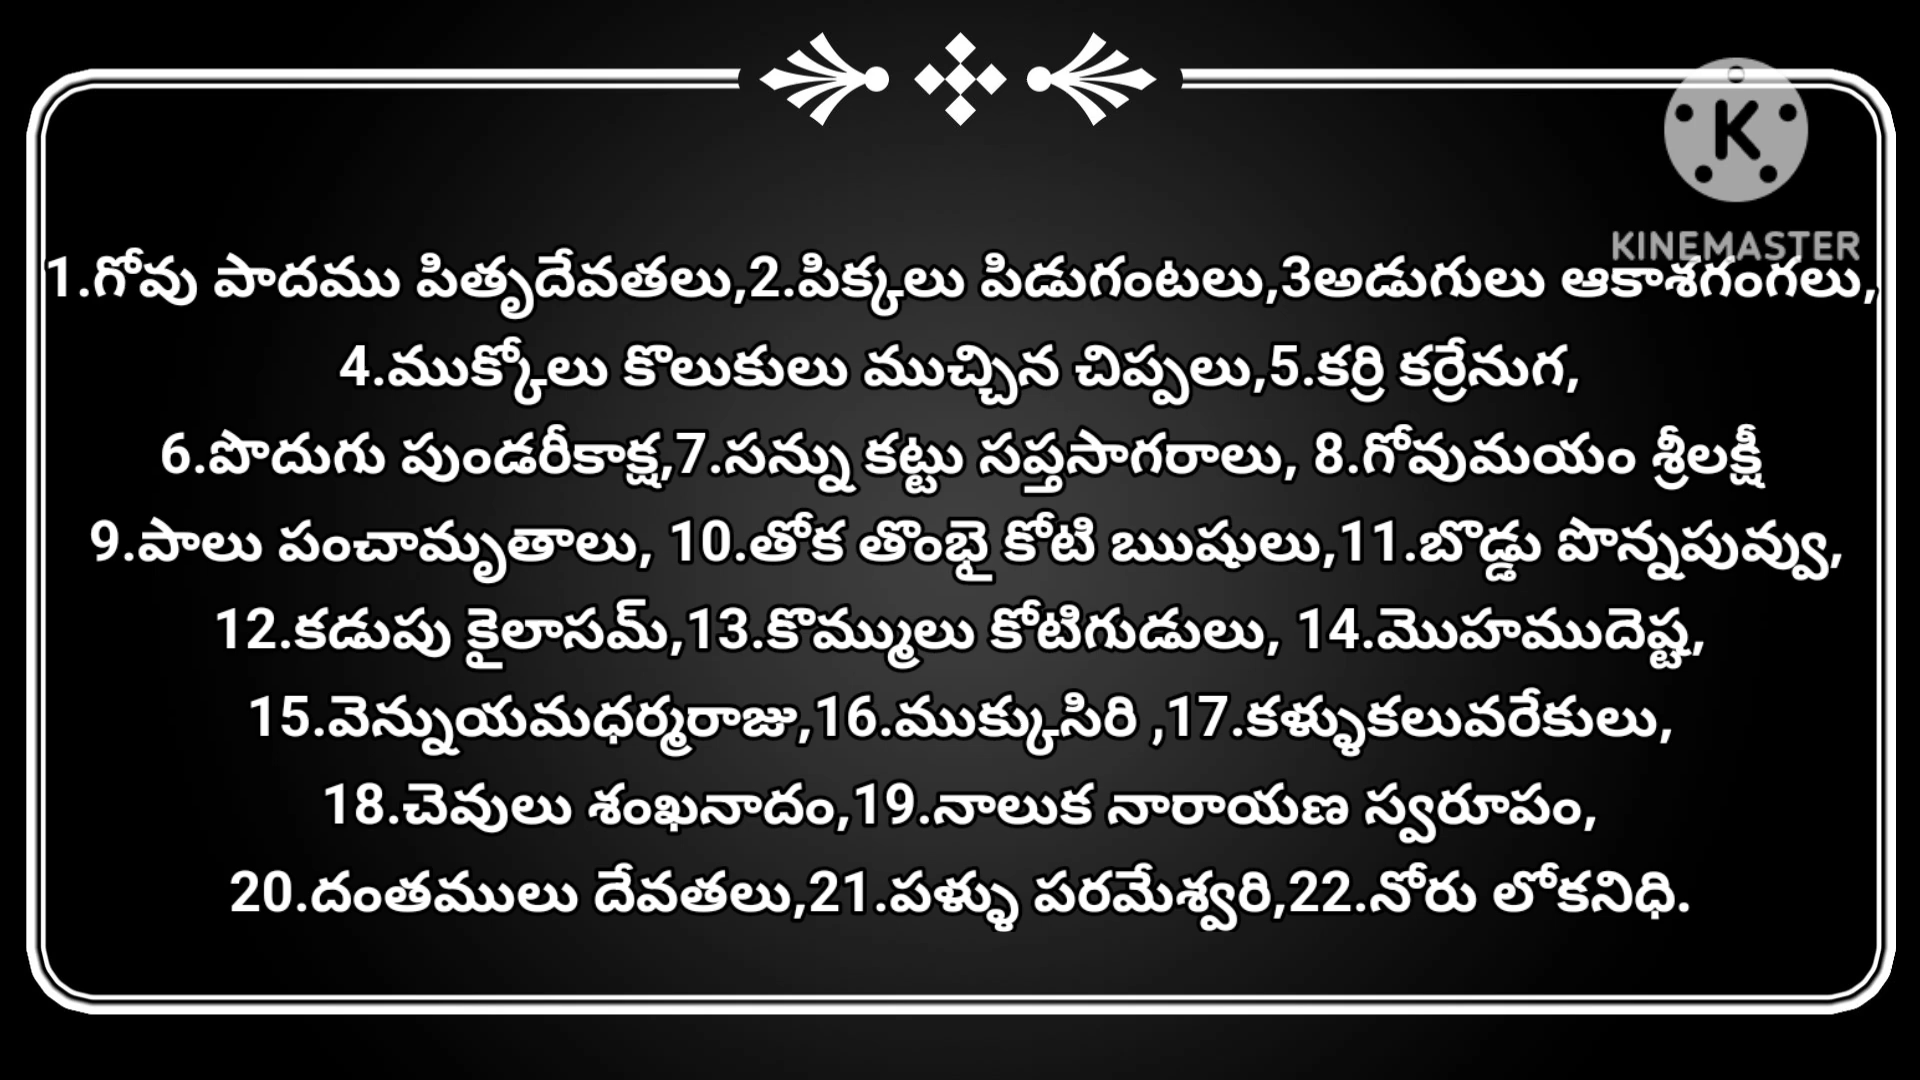 KINEMASTER
1.గోవు పాదము పితృదేవతలు,2.పిక్కలు పిడుగంటలు,3అడుగులు ఆకాశగంగలు,
4.ముక్కోలు కొలుకులు ముచ్చిన చిప్పలు,5.కర్రి కర్రేనుగ,
6.పొదుగు పుండరీకాక్ష,7.సన్ను కట్టు సప్తసాగరాలు, 8.గోవుమయం శ్రీలక్షీ
9.పాలు పంచామృతాలు, 10.తోక తొంభై కోటి ఋషులు,11.బొడ్డు పొన్నపువ్వు,
12.కడుపు కైలాసమ్,13.కొమ్ములు కోటిగుడులు, 14.మొహముదెష్ట,
15.వెన్నుయమధర్మరాజు,16.ముక్కుసిరి ,17.కళ్ళుకలువరేకులు,
18.చెవులు శంఖనాదం,19.నాలుక నారాయణ స్వరూపం,
20.దంతములు దేవతలు,21.పళ్ళు పరమేశ్వరి,22.నోరు లోకనిధి.